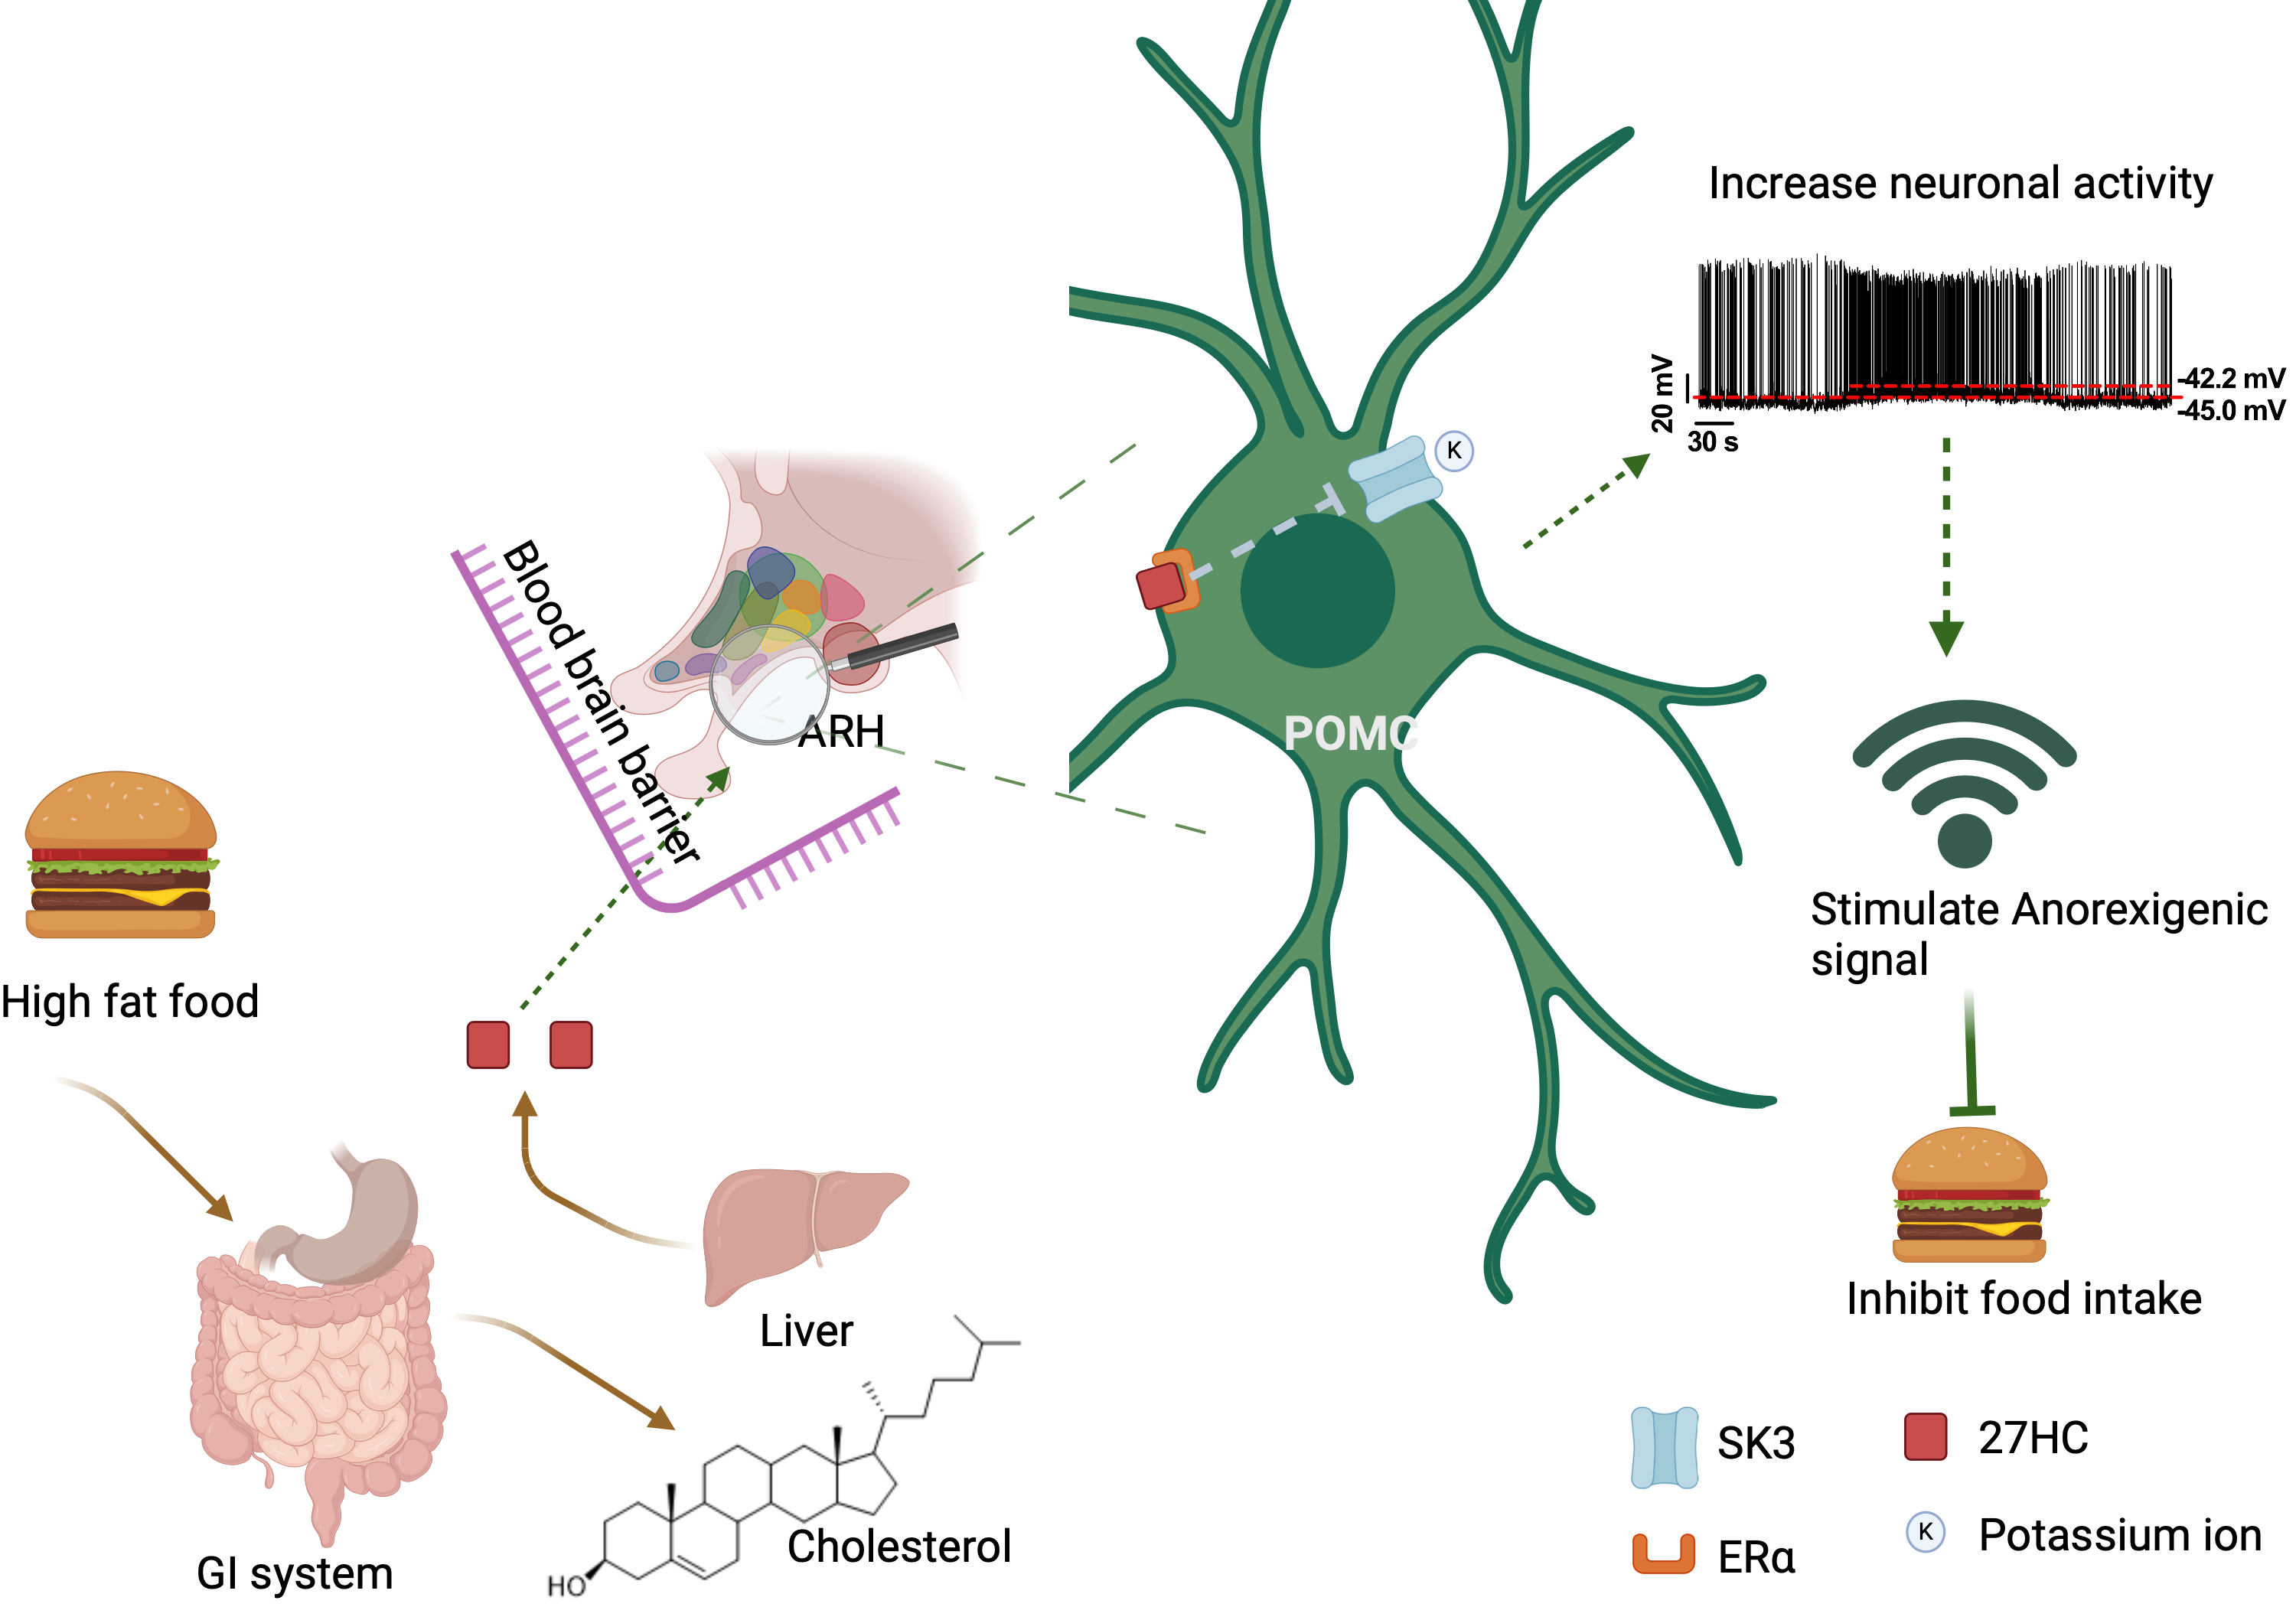 Increase neuronal activity
20 mV
-42.2 mV
-45.0 mV
30 s
K
Blood brain barrier
ARH
POMC
High fat food
Stimulate Anorexigenic
signal
Inhibit food intake
Liver
Cholesterol
HO
GI system
SK3
27HC
ERα
K
Potassium ion